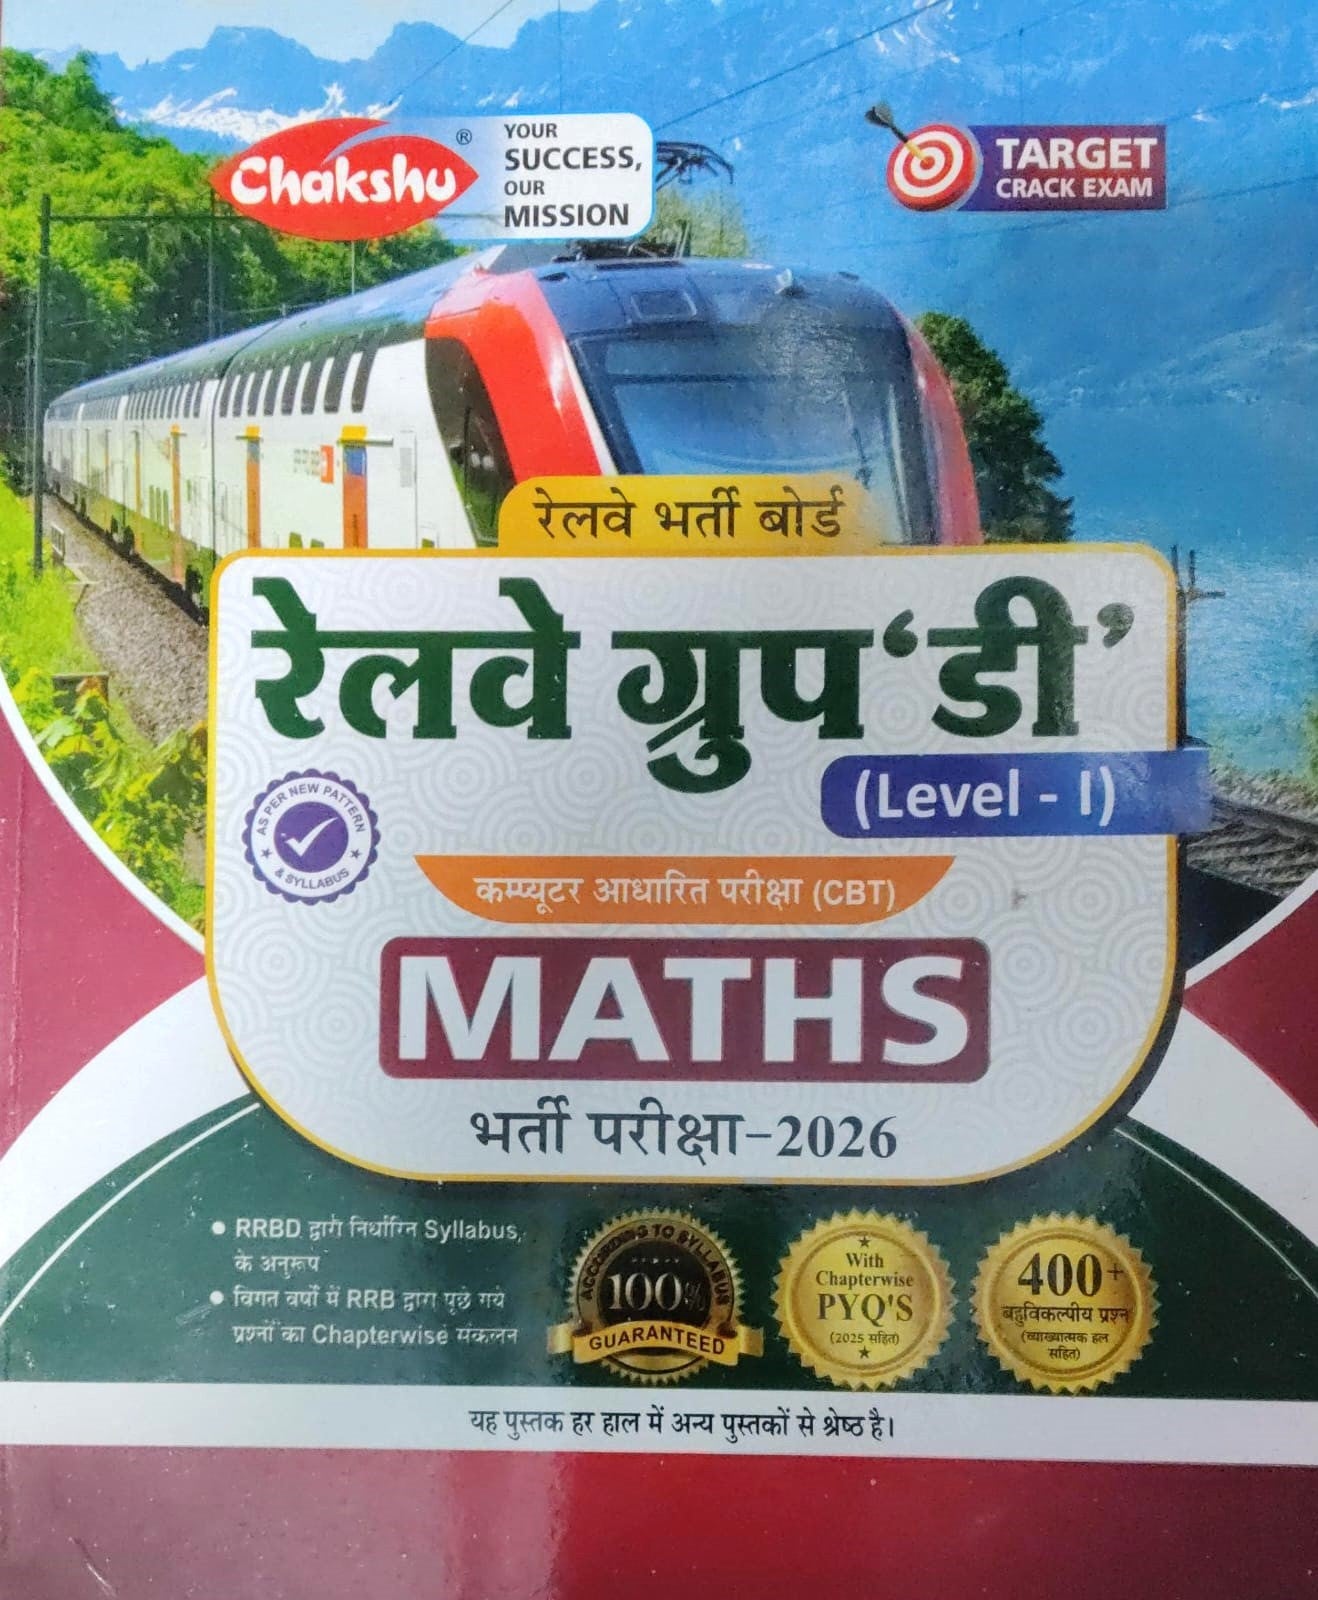 Chakshu ®
YOUR
SUCCESS,
OUR
MISSION
TARGET
CRACK EXAM
रेलवे भर्ती बोर्ड
रेलवे ग्रुप ‘डी’
(Level - I)
AS PER NEW PATTERN
& SYLLABUS
कम्प्यूटर आधारित परीक्षा (CBT)
MATHS
भर्ती परीक्षा-2026
• RRBD द्वारा निर्धारित Syllabus,
के अनुरूप
• विगत वर्षों में RRB द्वारा पूछे गये
प्रश्नों का Chapterwise संकलन
ACCORDING TO SYLLABUS
100%
GUARANTEED
With
Chapterwise
PYQ'S
(2025 सहित)
400+
बहुविकल्पीय प्रश्न
(व्याख्यात्मक हल
सहित)
यह पुस्तक हर हाल में अन्य पुस्तकों से श्रेष्ठ है।